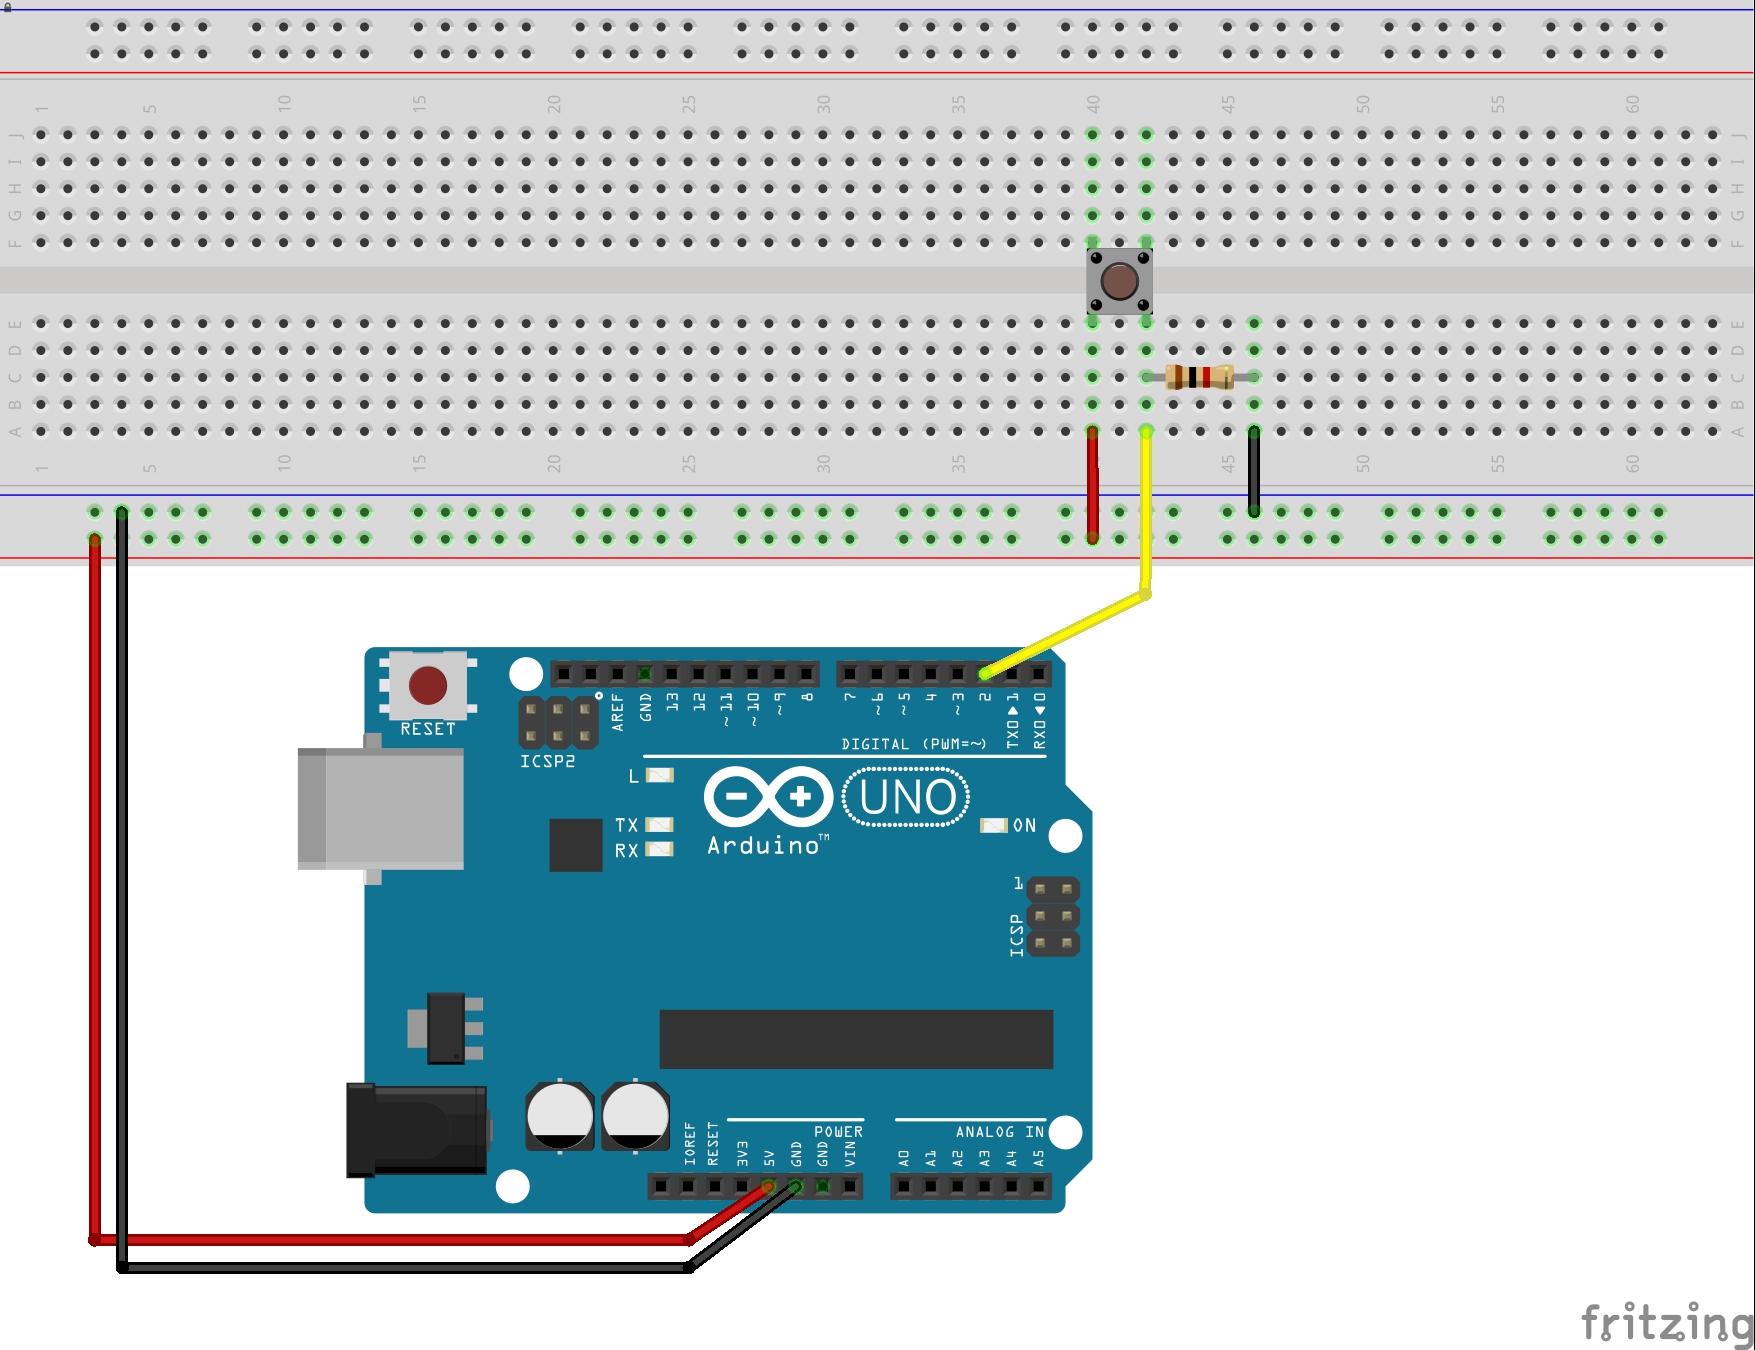 1 5 10 15 20 25 30 35 40 45 50 55 60
J J
I I
H H
G G
F F
E E
D D
C C
B B
A A
1 5 10 15 20 25 30 35 45 50 55 60
RESET
ICSP2
AREF GND 13 12 ~11 ~10 ~9 8 7 ~6 ~5 4 ~3 2 TX0▶1 RX0◀0
DIGITAL (PWM=~)
L
TX
RX
UNO
Arduino™
ON
1
ICSP
POWER
ANALOG IN
IOREF RESET 3V3 5V GND GND VIN A0 A1 A2 A3 A4 A5
fritzing